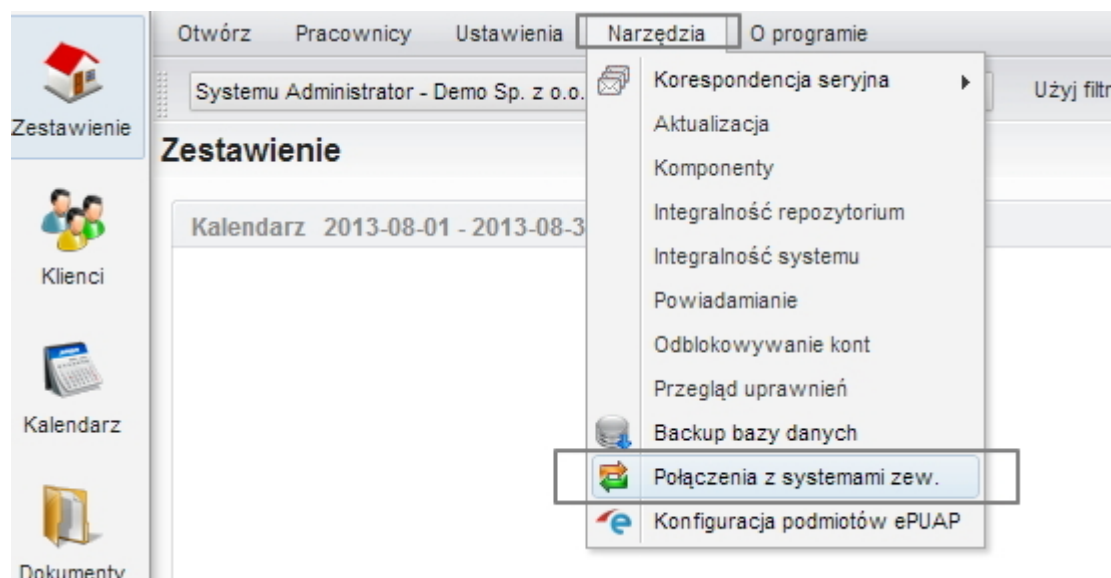 Otwórz Pracownicy Ustawienia Narzędzia O programie
Systemu Administrator - Demo Sp. z o.o.
Użyj filtr
Zestawienie
Zestawienie
Kalendarz 2013-08-01 - 2013-08-3
Klienci
Kalendarz
Dokumenty
Korespondencja seryjna
Aktualizacja
Komponenty
Integralność repozytorium
Integralność systemu
Powiadamianie
Odblokowywanie kont
Przegląd uprawnień
Backup bazy danych
Połączenia z systemami zew.
Konfiguracja podmiotów ePUAP